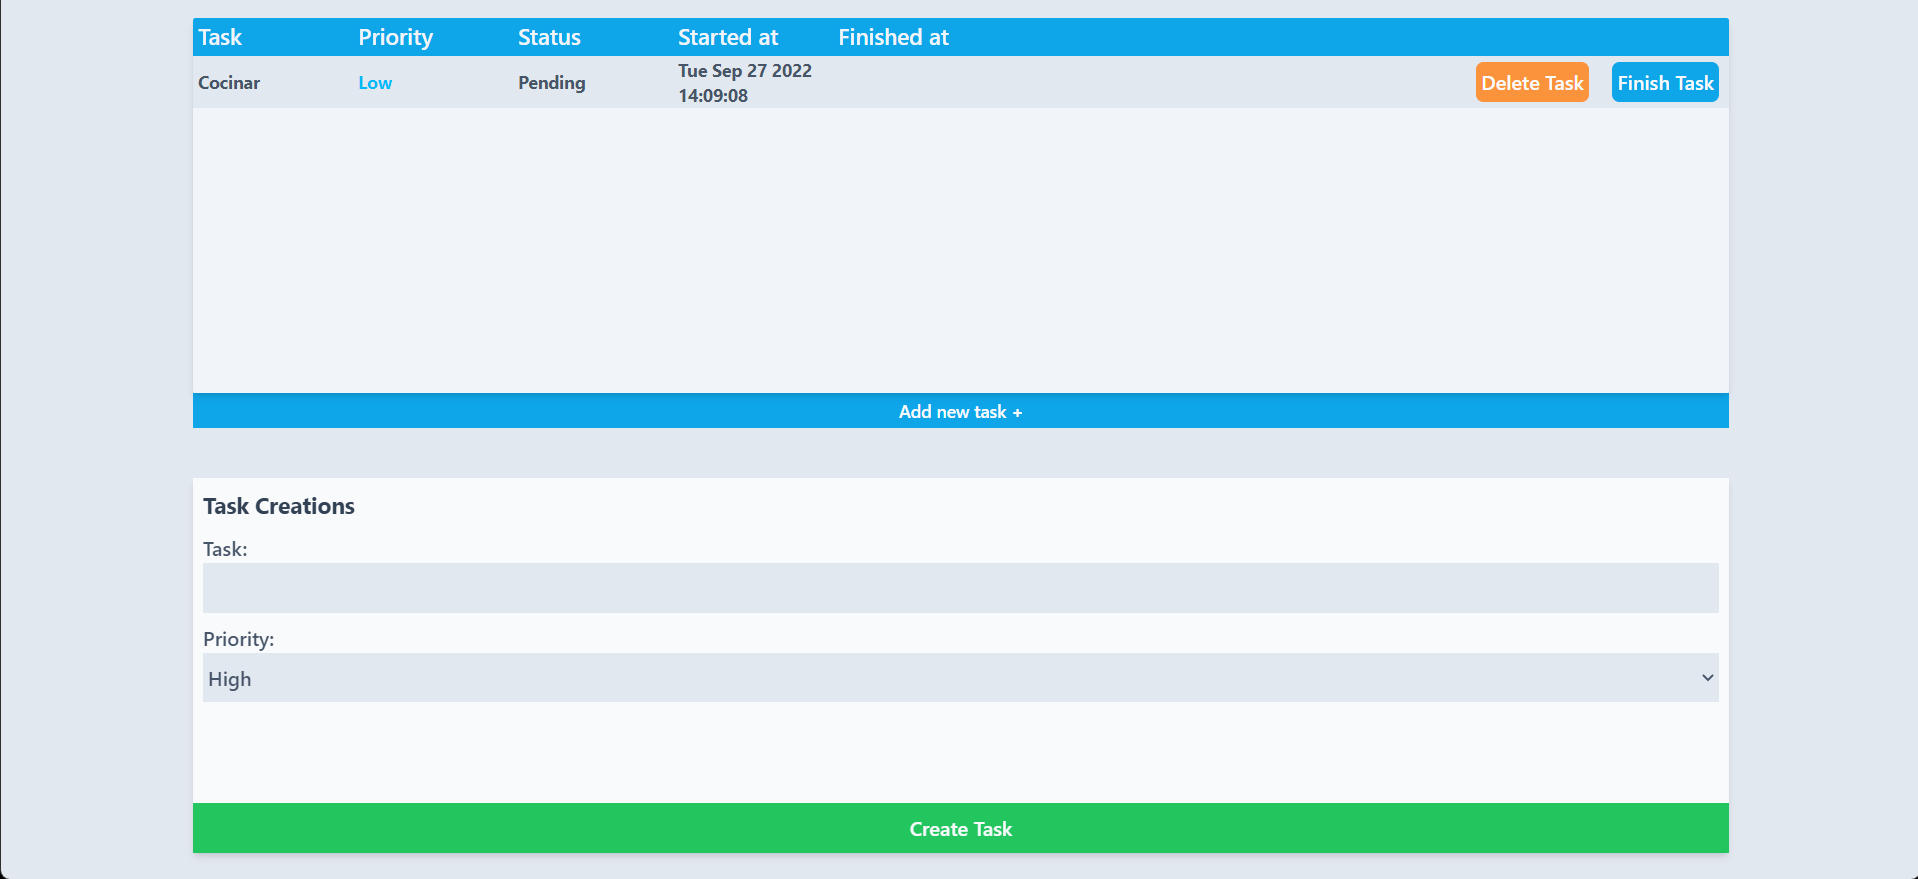 Task Priority Status Started at Finished at
Cocinar Low Pending Tue Sep 27 2022
14:09:08
Delete Task Finish Task
Add new task +
Task Creations
Task:
Priority:
High
Create Task